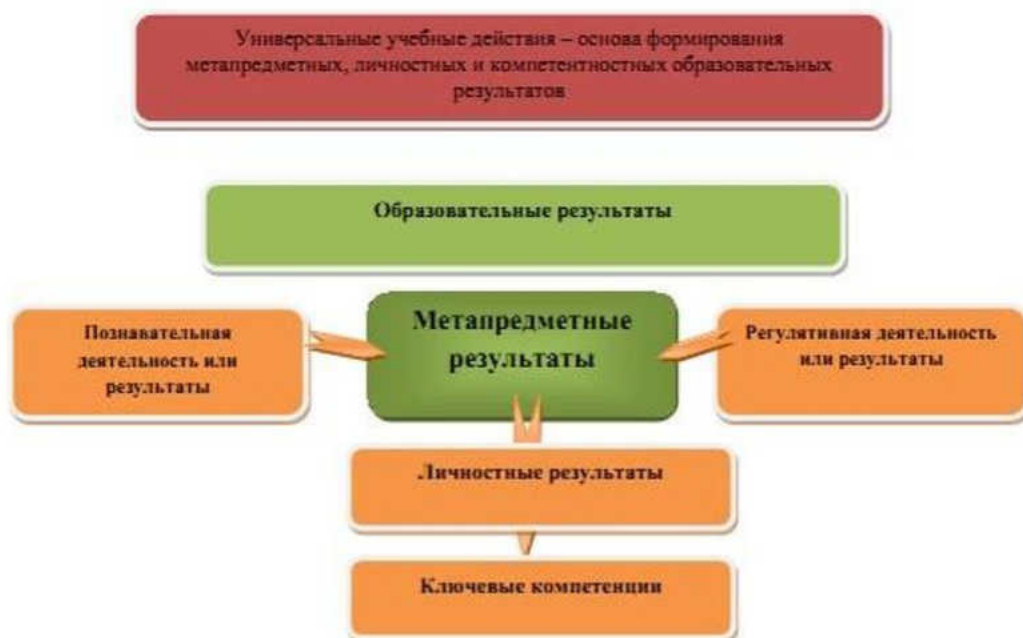 Универсальные учебные действия – основа формирования
метапредметных, личностных и компетентностных образовательных
результатов
Образовательные результаты
Метапредметные
результаты
Познавательная
деятельность или
результаты
Регулятивная деятельность
или результаты
Личностные результаты
Ключевые компетенции